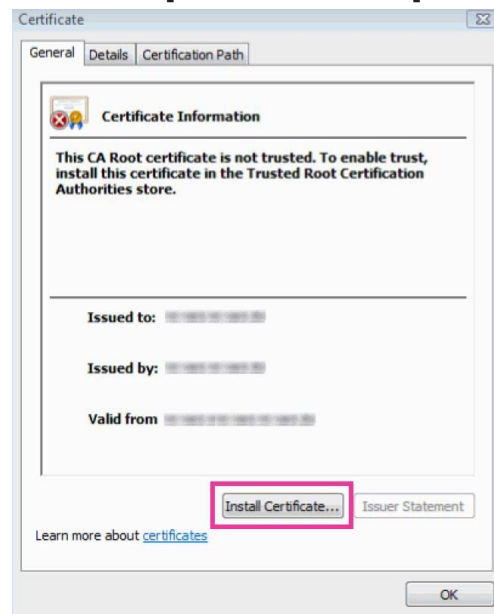 Certificate
General Details Certification Path
Certificate Information
This CA Root certificate is not trusted. To enable trust,
install this certificate in the Trusted Root Certification
Authorities store.
Issued to:
Issued by:
Valid from
Install Certificate... Issuer Statement
Learn more about certificates
OK